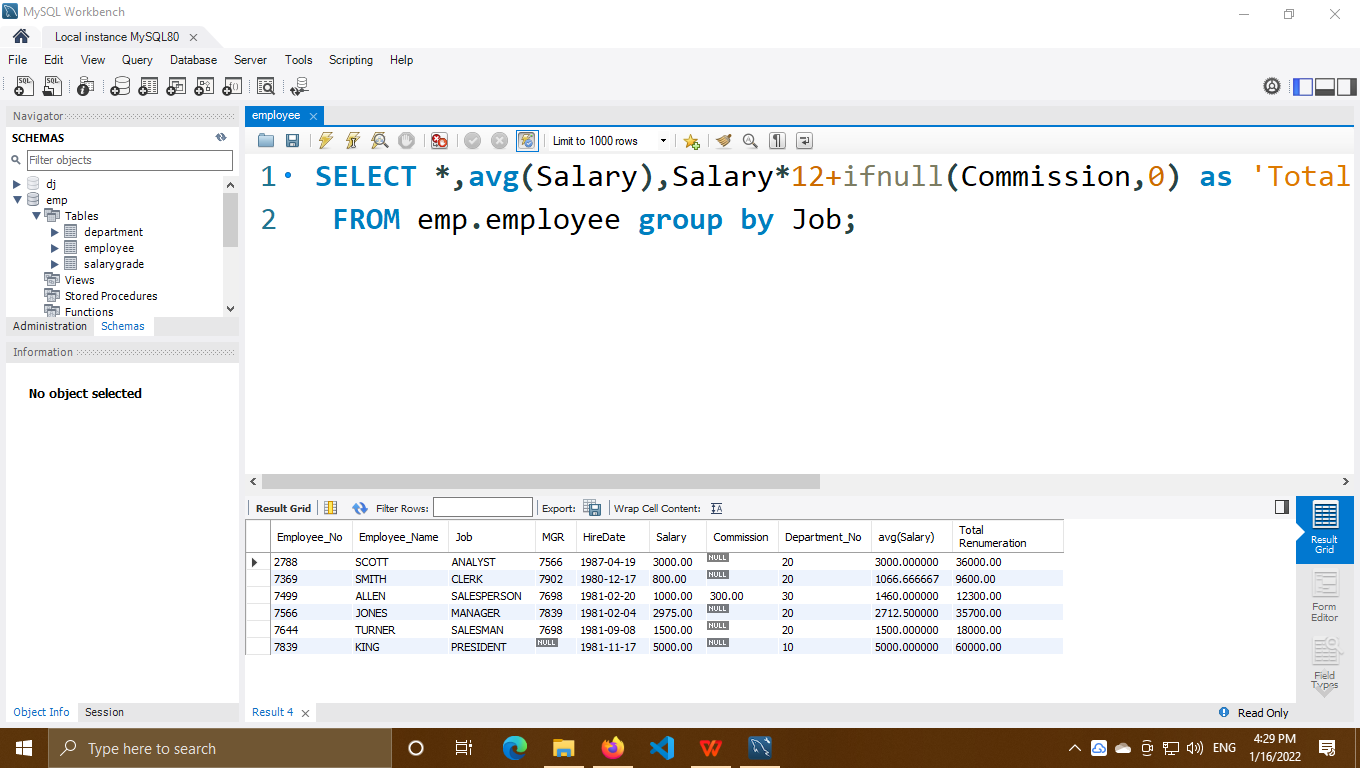 MySQL Workbench
Local instance MySQL80
File Edit View Query Database Server Tools Scripting Help
Navigator
SCHEMAS
Filter objects
dj
emp
Tables
department
employee
salarygrade
Views
Stored Procedures
Functions
Administration Schemas
Information
No object selected
Object Info Session
employee
Limit to 1000 rows
1 SELECT *,avg(Salary),Salary*12+ifnull(Commission,0) as 'Total
2 FROM emp.employee group by Job;
Result Grid Filter Rows: Export: Wrap Cell Content:
Employee_No Employee_Name Job MGR HireDate Salary Commission Department_No avg(Salary) Total Renumeration
2788 SCOTT ANALYST 7566 1987-04-19 3000.00 NULL 20 3000.000000 36000.00
7369 SMITH CLERK 7902 1980-12-17 800.00 NULL 20 1066.666667 9600.00
7499 ALLEN SALESPERSON 7698 1981-02-20 1000.00 300.00 30 1460.000000 12300.00
7566 JONES MANAGER 7839 1981-02-04 2975.00 NULL 20 2712.500000 35700.00
7644 TURNER SALESMAN 7698 1981-09-08 1500.00 NULL 20 1500.000000 18000.00
7839 KING PRESIDENT NULL 1981-11-17 5000.00 NULL 10 5000.000000 60000.00
Result
Grid
Form
Editor
Field
Types
Result 4
Read Only
Type here to search
ENG
4:29 PM
1/16/2022